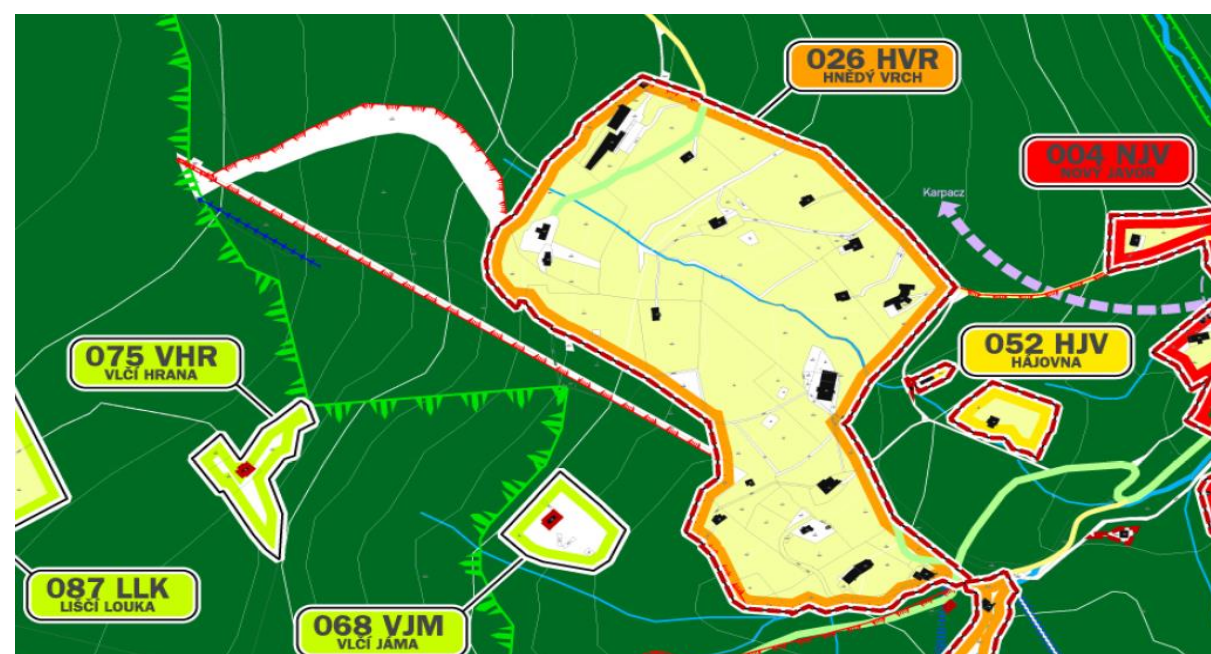 026 HVR
HNĚDÝ VRCH
004 NJV
NOVÝ JAVOR
Karpacz
052 HJV
HÁJOVNA
075 VHR
VLČÍ HRANA
087 LLK
LIŠČÍ LOUKA
068 VJM
VLČÍ JÁMA